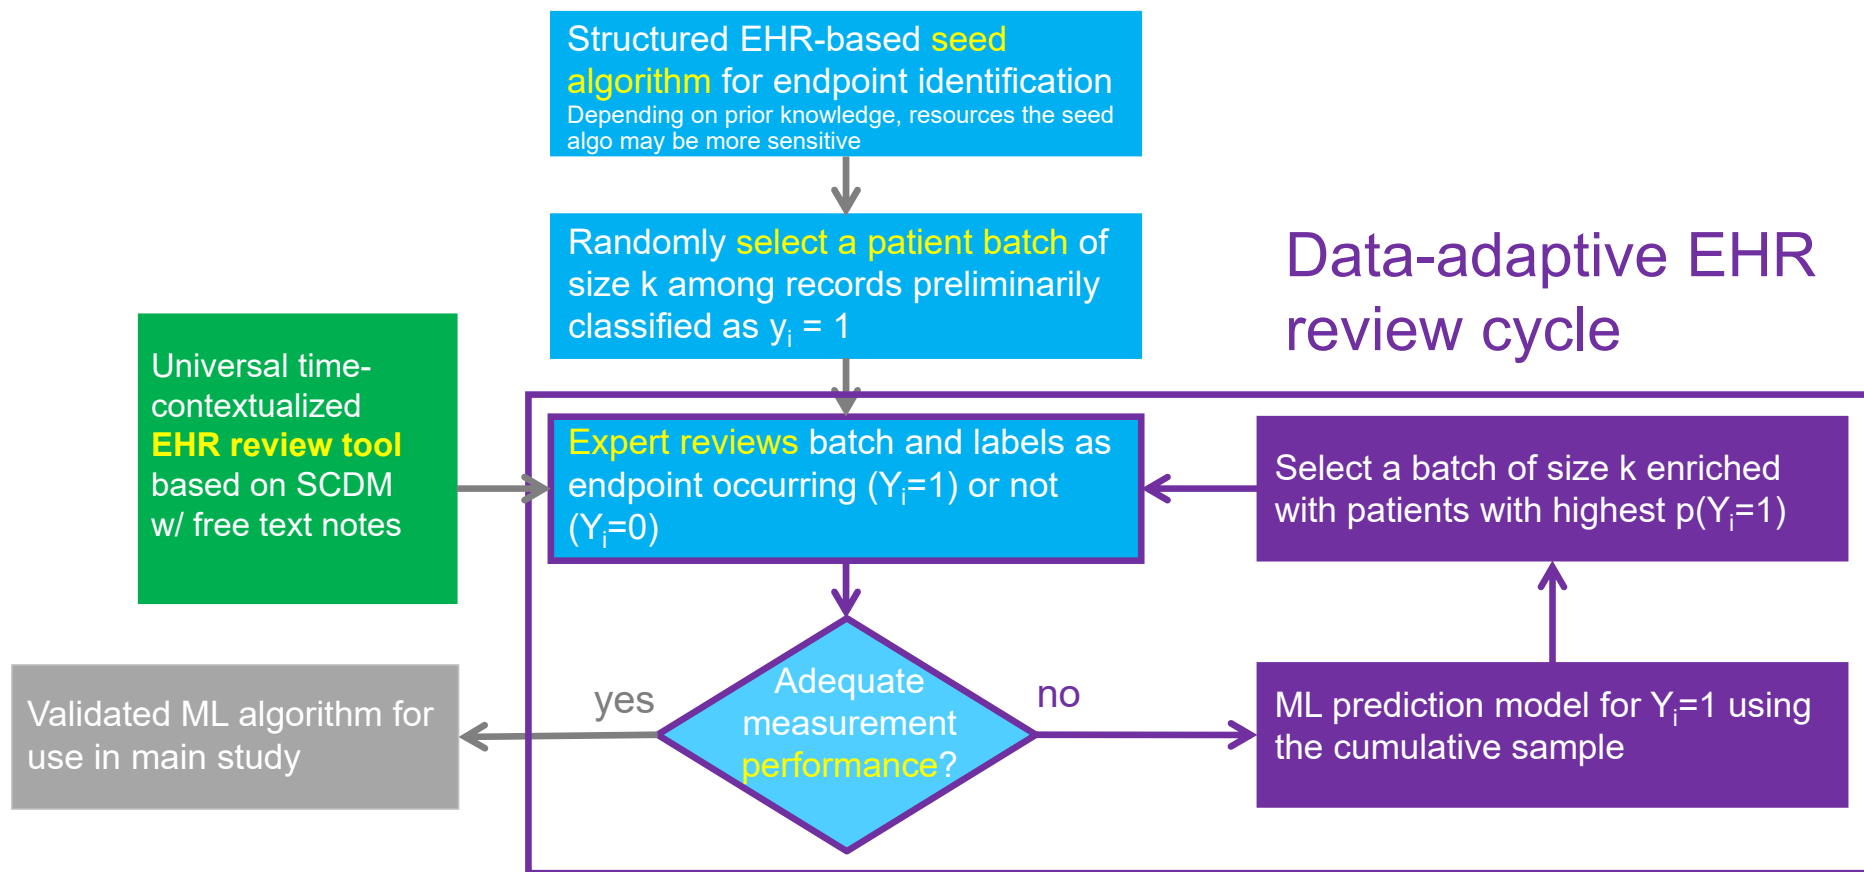 Structured EHR-based seed
algorithm for endpoint identification
Depending on prior knowledge, resources the seed
algo may be more sensitive
Randomly select a patient batch of
size k among records preliminarily
classified as yᵢ = 1
Data-adaptive EHR
review cycle
Universal time-
contextualized
EHR review tool
based on SCDM
w/ free text notes
Expert reviews batch and labels as
endpoint occurring (Yᵢ=1) or not
(Yᵢ=0)
Select a batch of size k enriched
with patients with highest p(Yᵢ=1)
Adequate
measurement
performance?
yes
no
Validated ML algorithm for
use in main study
ML prediction model for Yᵢ=1 using
the cumulative sample